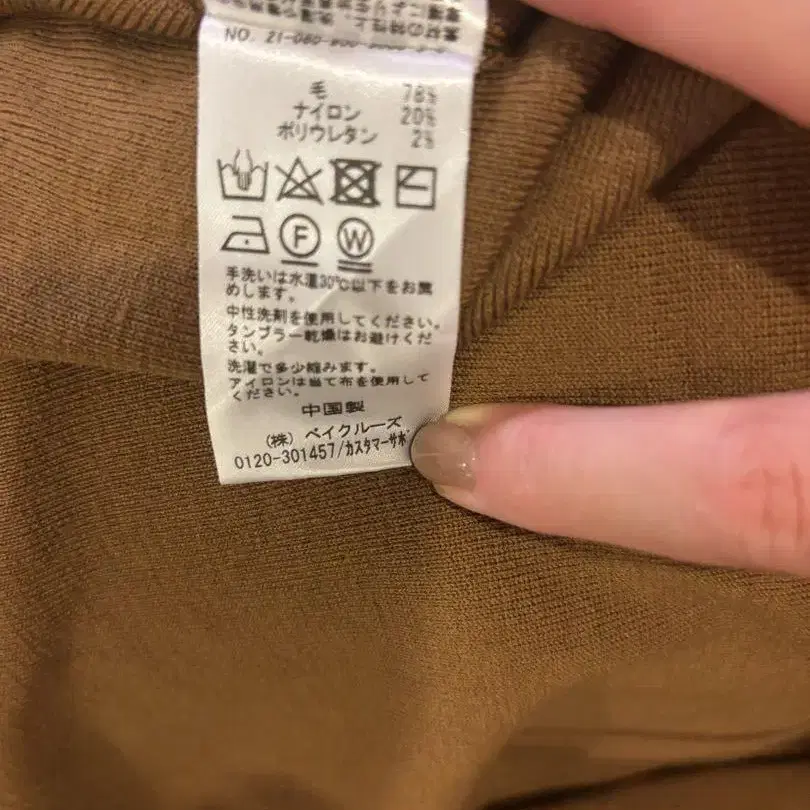 毛 78%
ナイロン 20%
ポリウレタン 2%
F
W
手洗いは水温30℃以下をお薦
めします。
中性洗剤を使用してください。
タンブラー乾燥はお避けくだ
さい。
洗濯で多少縮みます。
アイロンは当て布を使用して
ください。
中国製
(株) ベイクルーズ
0120-301457/カスタマーサポ